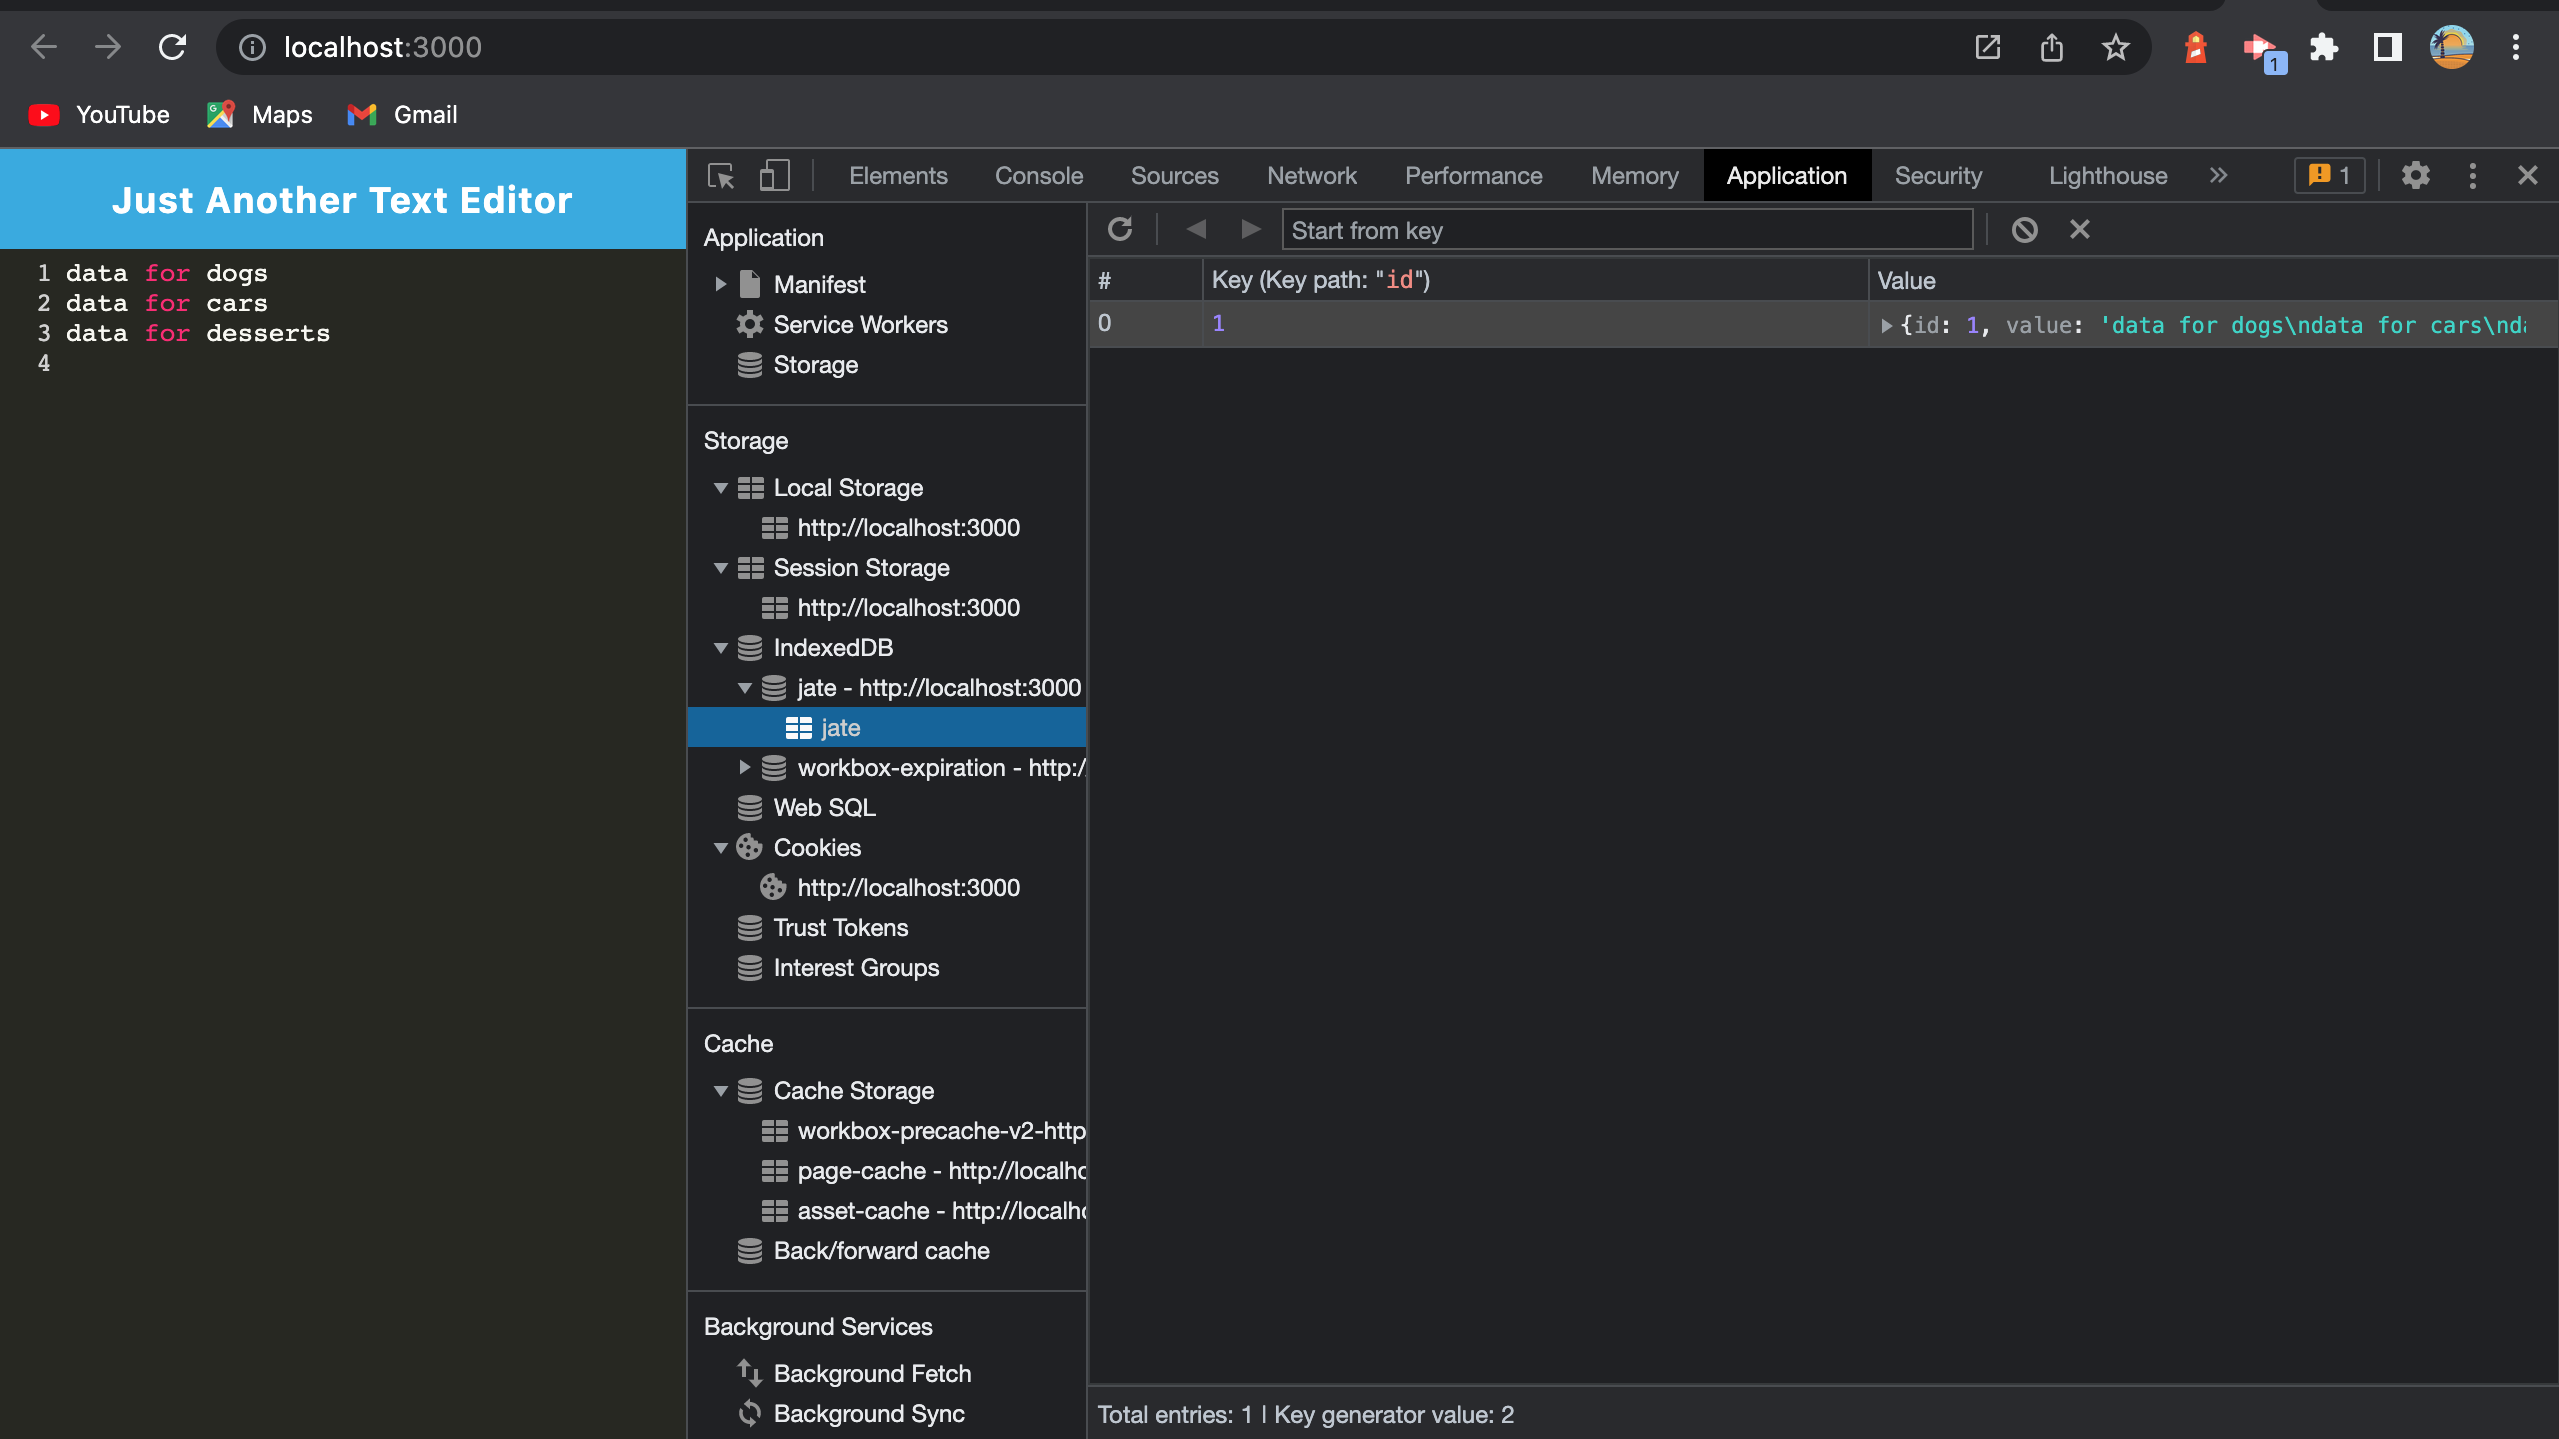 localhost:3000
1
YouTube Maps Gmail
Just Another Text Editor
1 data for dogs
2 data for cars
3 data for desserts
4
Elements Console Sources Network Performance Memory Application Security Lighthouse » 1
Application
Manifest
Service Workers
Storage
Storage
Local Storage
http://localhost:3000
Session Storage
http://localhost:3000
IndexedDB
jate - http://localhost:3000
jate
workbox-expiration - http:/
Web SQL
Cookies
http://localhost:3000
Trust Tokens
Interest Groups
Cache
Cache Storage
workbox-precache-v2-http
page-cache - http://localho
asset-cache - http://localho
Back/forward cache
Background Services
Background Fetch
Background Sync
Start from key
# Key (Key path: "id") Value
0 1 {id: 1, value: 'data for dogs\ndata for cars\nda
Total entries: 1 | Key generator value: 2